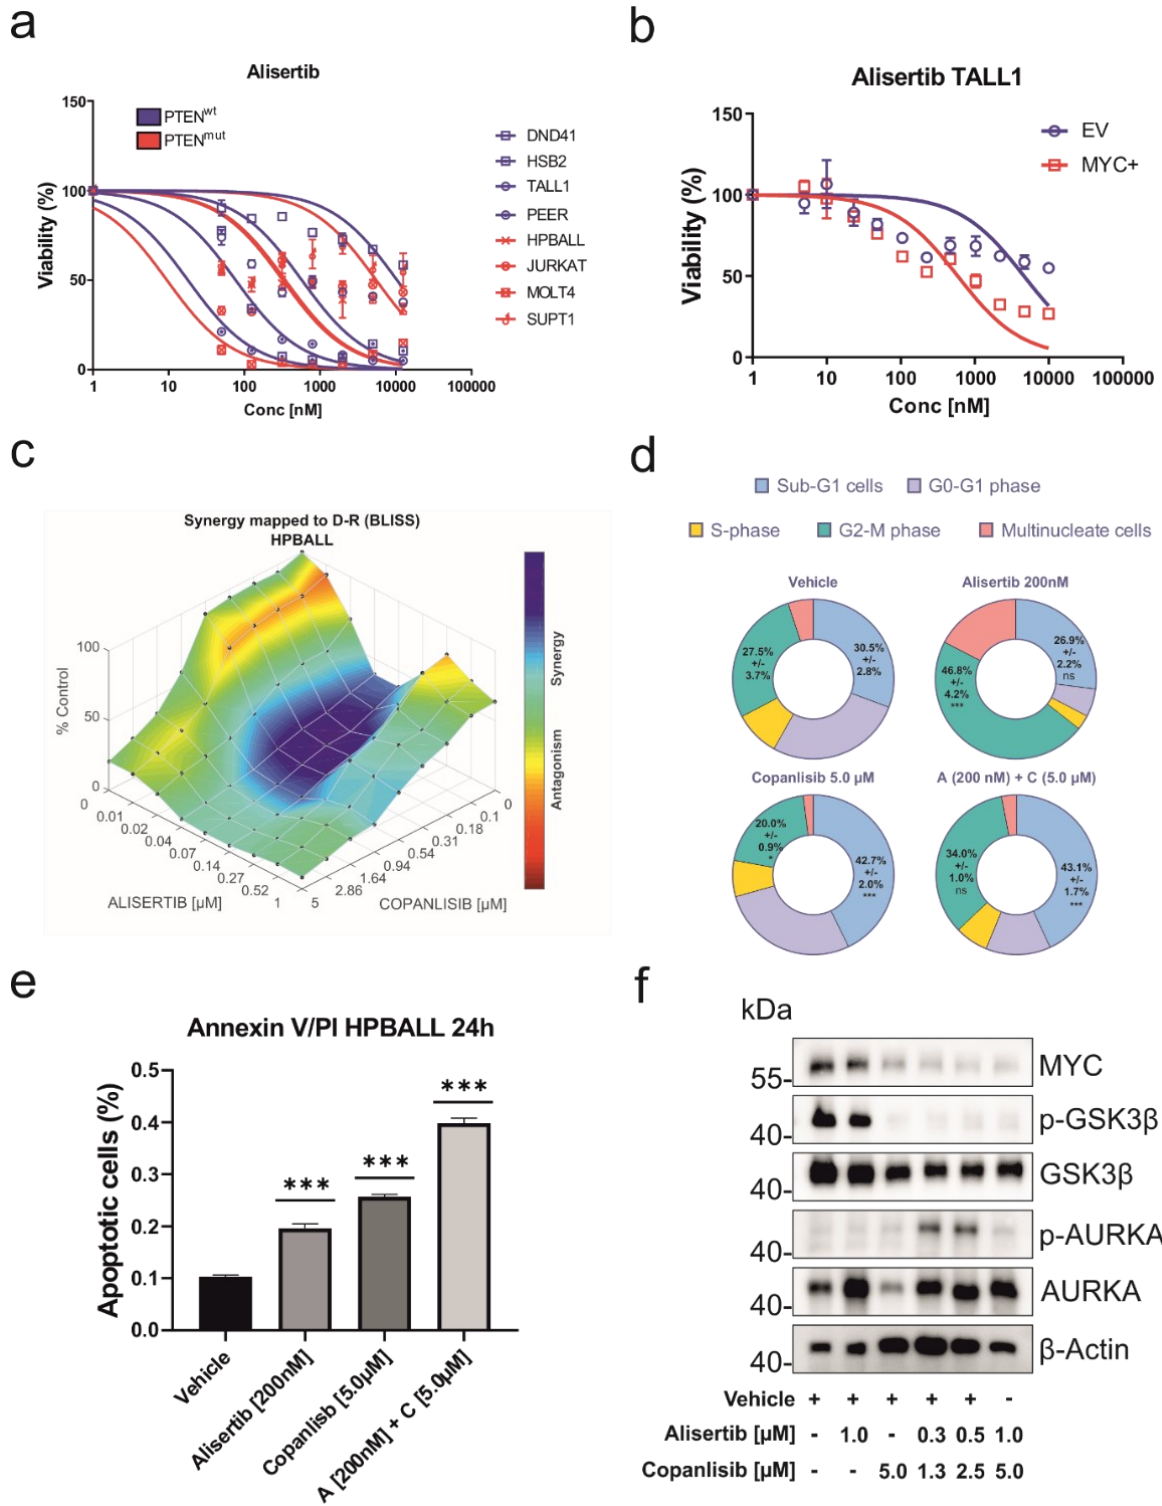 a
Alisertib
PTENwt
PTENmut
Viability (%)
150
100
50
0
1 10 100 1000 10000 100000
Conc [nM]
DND41
HSB2
TALL1
PEER
HPBALL
JURKAT
MOLT4
SUPT1
b
Alisertib TALL1
EV
MYC+
Viability (%)
150
100
50
0
1 10 100 1000 10000 100000
Conc [nM]
c
Synergy mapped to D-R (BLISS)
HPBALL
% Control
100
50
0
0
0.01
0.02
0.04
0.07
0.14
0.27
0.52
1
ALISERTIB [µM]
5
2.86
1.64
0.94
0.54
0.31
0.18
0.1
0
COPANLISIB [µM]
Synergy
Antagonism
d
Sub-G1 cells G0-G1 phase
S-phase G2-M phase Multinucleate cells
Vehicle
27.5%
+/-
3.7%
30.5%
+/-
2.8%
Alisertib 200nM
46.8%
+/-
4.2%
***
26.9%
+/-
2.2%
ns
Copanlisib 5.0 µM
20.0%
+/-
0.9%
*
42.7%
+/-
2.0%
***
A (200 nM) + C (5.0 µM)
34.0%
+/-
1.0%
ns
43.1%
+/-
1.7%
***
e
Annexin V/PI HPBALL 24h
Apoptotic cells (%)
0.5
0.4
0.3
0.2
0.1
0.0
***
***
***
Vehicle
Alisertib [200nM]
Copanlisb [5.0µM]
A [200nM] + C [5.0µM]
f
kDa
55- MYC
40- p-GSK3β
40- GSK3β
40- p-AURKA
40- AURKA
40- β-Actin
Vehicle + + + + + -
Alisertib [µM] - 1.0 - 0.3 0.5 1.0
Copanlisib [µM] - - 5.0 1.3 2.5 5.0